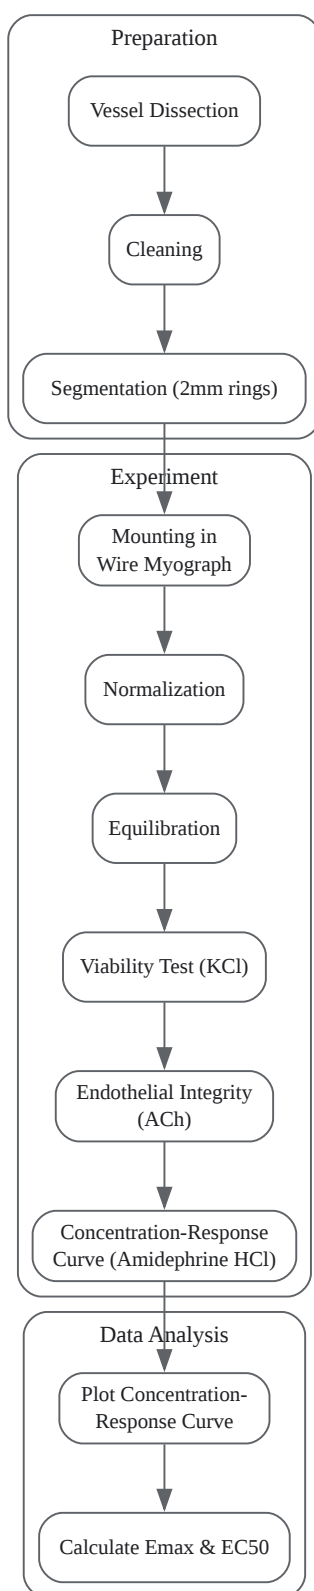 Preparation
Vessel Dissection
Cleaning
Segmentation (2mm rings)
Experiment
Mounting in
Wire Myograph
Normalization
Equilibration
Viability Test (KCl)
Endothelial Integrity
(ACh)
Concentration-Response
Curve (Amidephrine HCl)
Data Analysis
Plot Concentration-
Response Curve
Calculate Emax & EC50